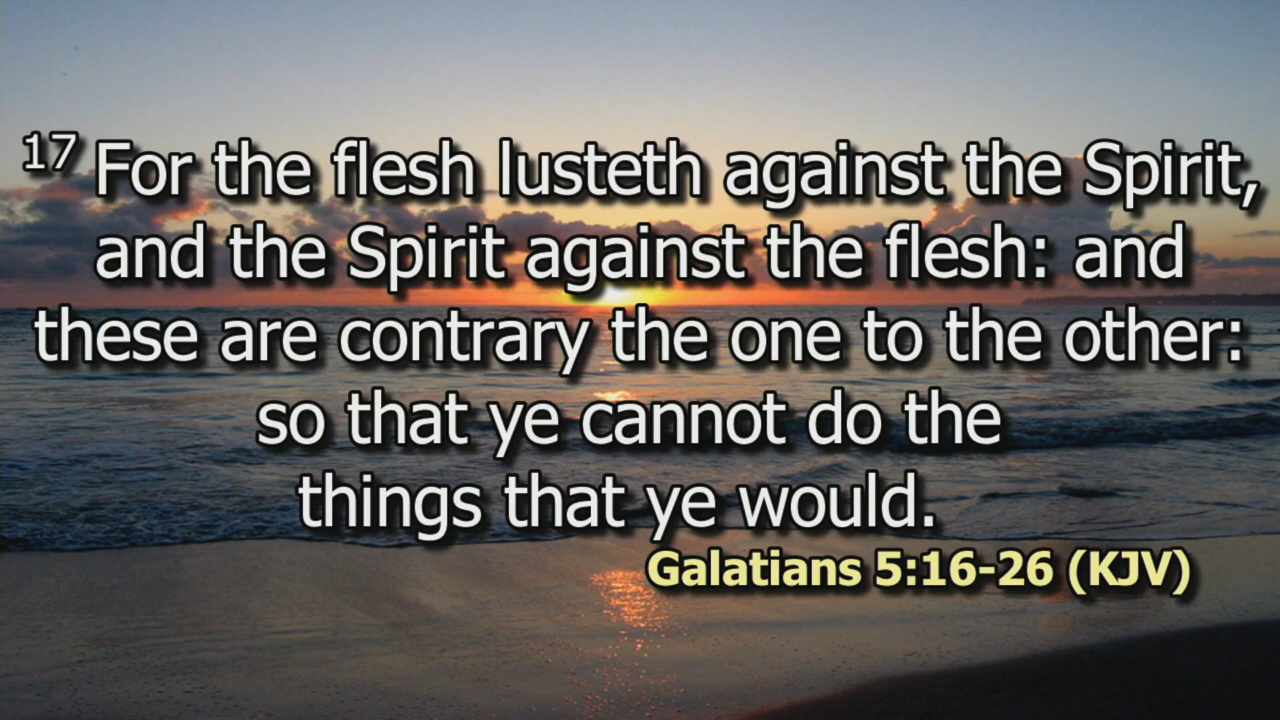 17 For the flesh lusteth against the Spirit,
and the Spirit against the flesh: and
these are contrary the one to the other:
so that ye cannot do the
things that ye would.
Galatians 5:16-26 (KJV)